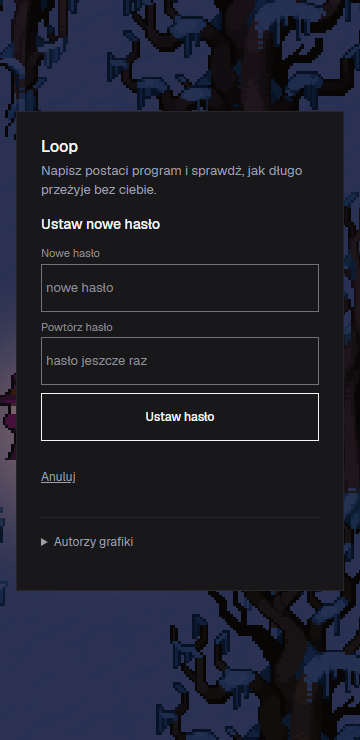 Loop
Napisz postaci program i sprawdź, jak długo
przeżyje bez ciebie.
Ustaw nowe hasło
Nowe hasło
nowe hasło
Powtórz hasło
hasło jeszcze raz
Ustaw hasło
Anuluj
Autorzy grafiki